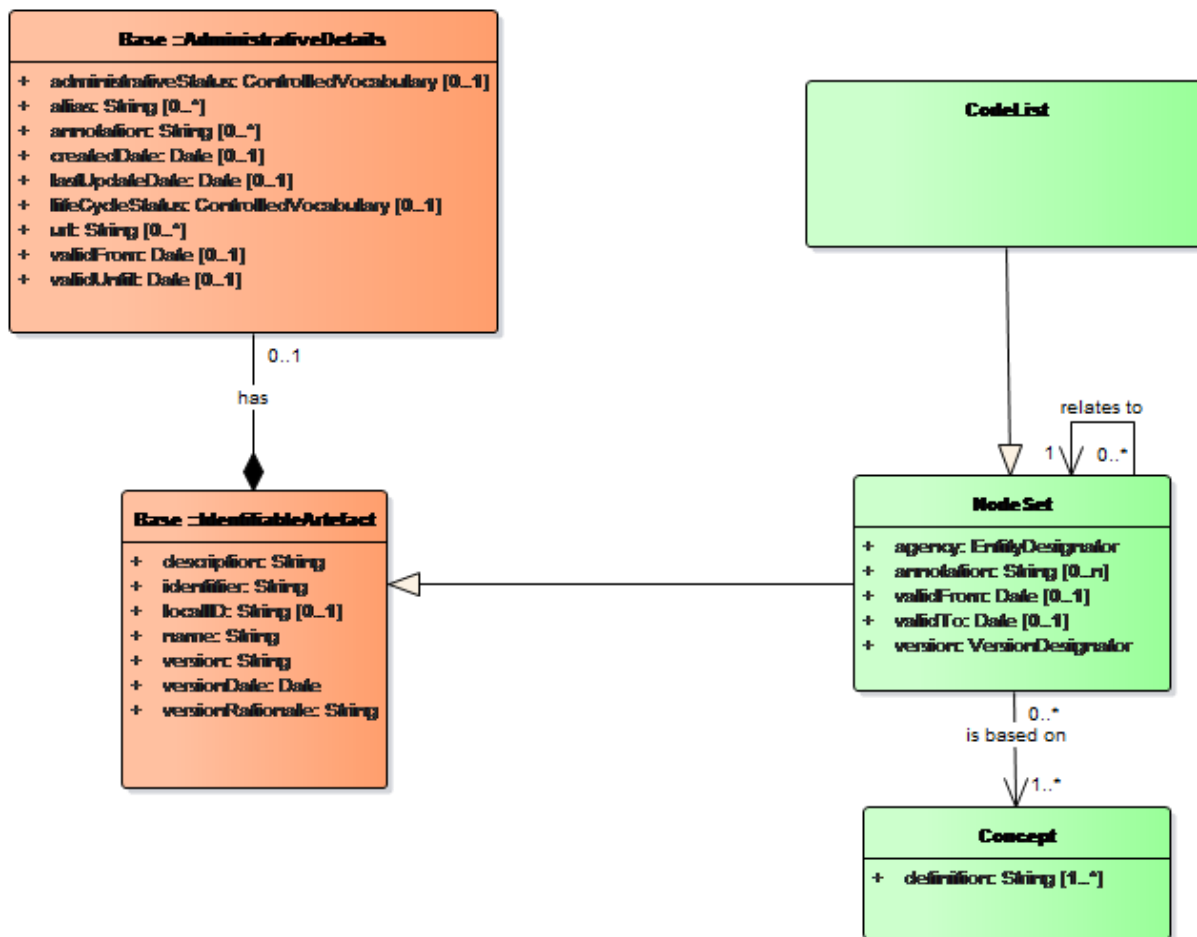 Base ::AdministrativeDetails
+ administrativeStatus: ControlledVocabulary [0..1]
+ alias: String [0..*]
+ annotation: String [0..*]
+ createdDate: Date [0..1]
+ lastUpdateDate: Date [0..1]
+ lifeCycleStatus: ControlledVocabulary [0..1]
+ url: String [0..*]
+ validFrom: Date [0..1]
+ validUntil: Date [0..1]
CodeList
0..1
has
relates to
1
0..*
Base ::IdentifiableArtefact
+ description: String
+ identifier: String
+ localID: String [0..1]
+ name: String
+ version: String
+ versionDate: Date
+ versionRationale: String
NodeSet
+ agency: EntityDesignator
+ annotation: String [0..n]
+ validFrom: Date [0..1]
+ validTo: Date [0..1]
+ version: VersionDesignator
0..*
is based on
1..*
Concept
+ definition: String [1..*]